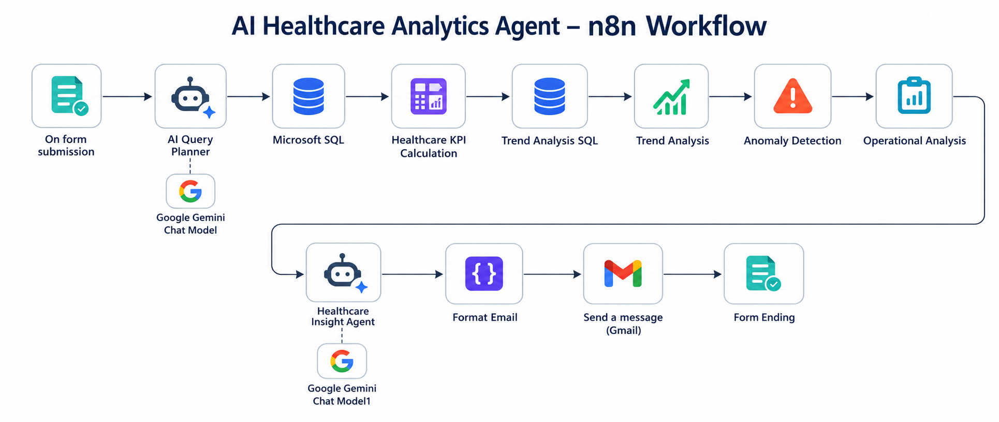 AI Healthcare Analytics Agent – n8n Workflow
On form
submission
AI Query
Planner
Microsoft SQL
Healthcare KPI
Calculation
Trend Analysis SQL
Trend Analysis
Anomaly Detection
Operational Analysis
Google Gemini
Chat Model
Healthcare
Insight Agent
Format Email
Send a message
(Gmail)
Form Ending
Google Gemini
Chat Model1